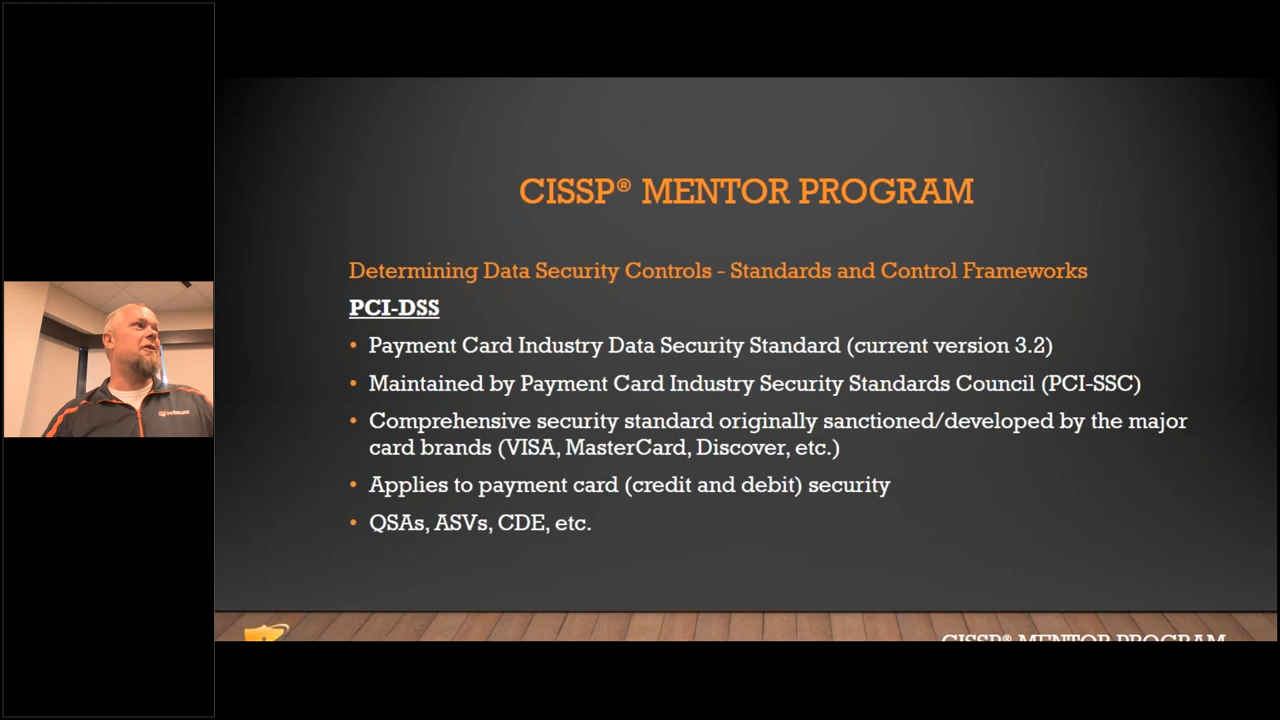 CISSP® MENTOR PROGRAM
Determining Data Security Controls - Standards and Control Frameworks
PCI-DSS
• Payment Card Industry Data Security Standard (current version 3.2)
• Maintained by Payment Card Industry Security Standards Council (PCI-SSC)
• Comprehensive security standard originally sanctioned/developed by the major
card brands (VISA, MasterCard, Discover, etc.)
• Applies to payment card (credit and debit) security
• QSAs, ASVs, CDE, etc.
CISSP® MENTOR PROGRAM